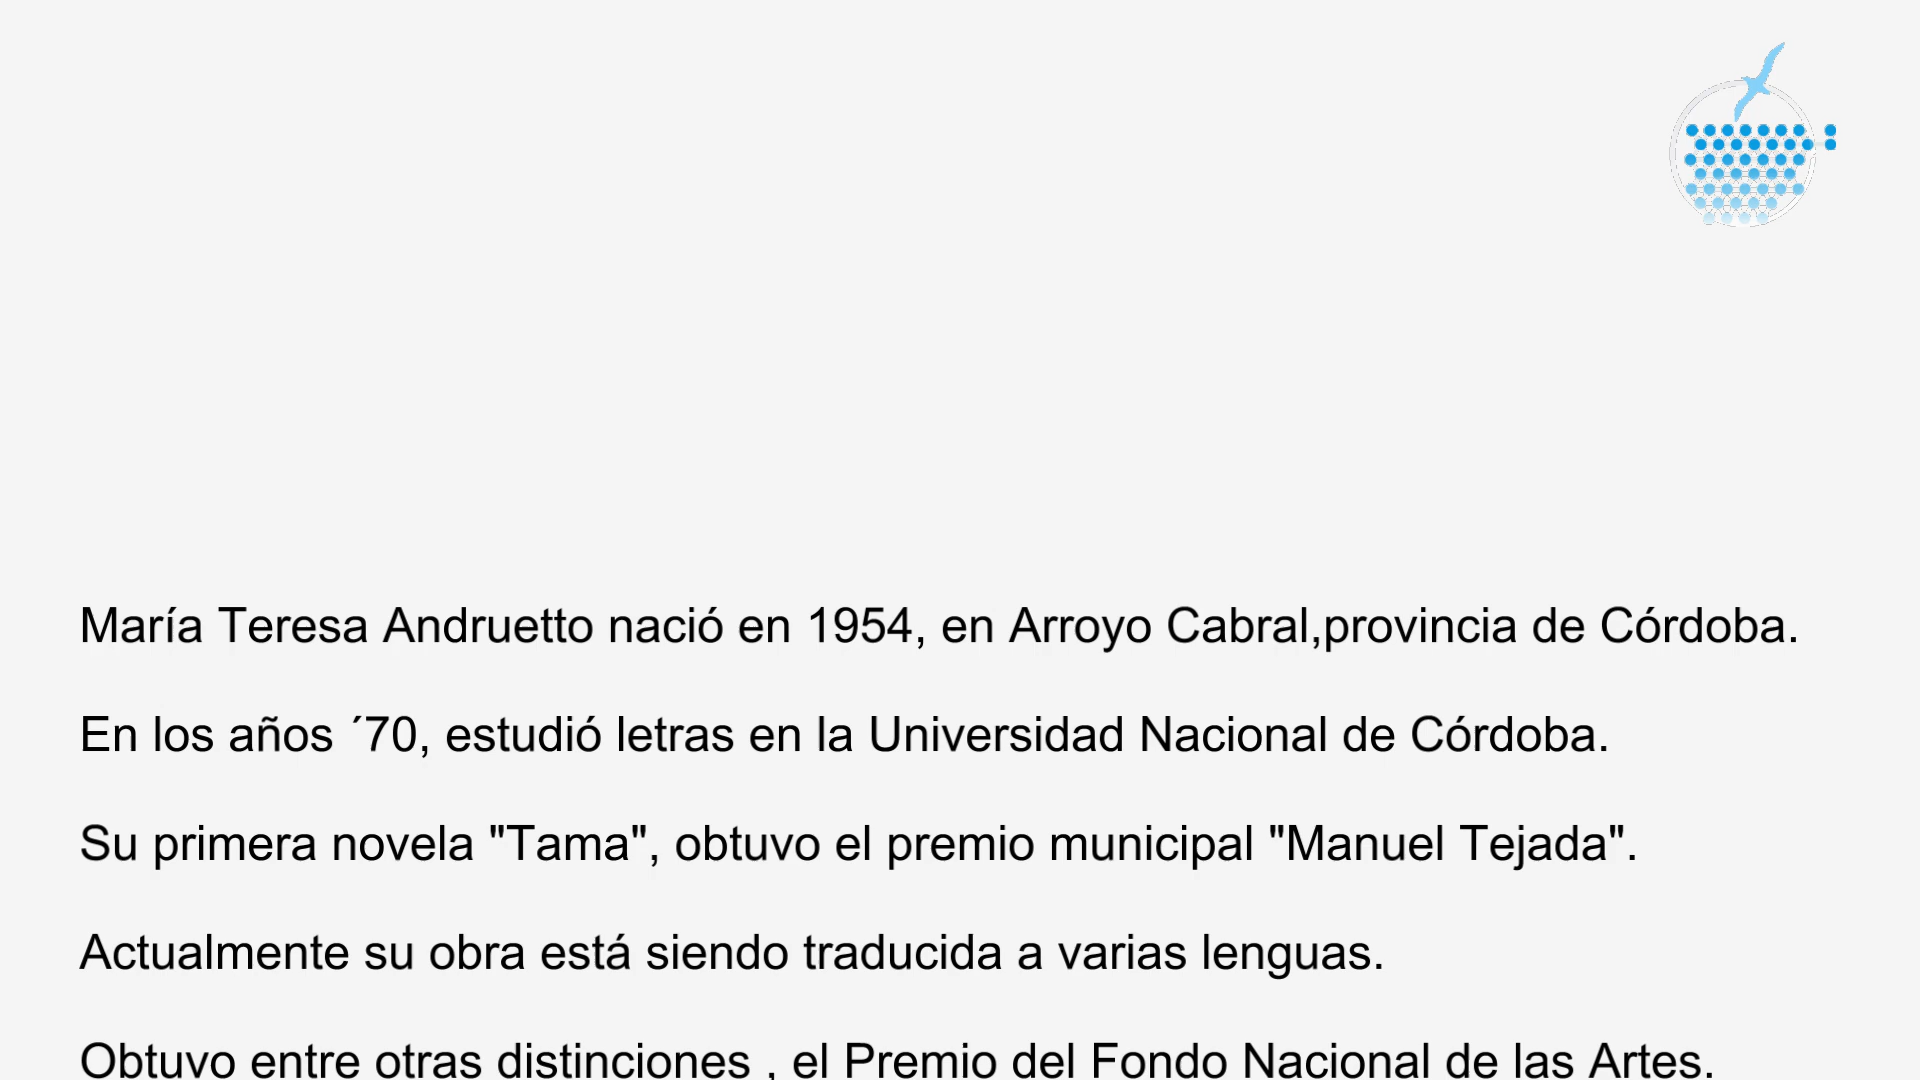 María Teresa Andruetto nació en 1954, en Arroyo Cabral,provincia de Córdoba.
En los años ´70, estudió letras en la Universidad Nacional de Córdoba.
Su primera novela "Tama", obtuvo el premio municipal "Manuel Tejada".
Actualmente su obra está siendo traducida a varias lenguas.
Obtuvo entre otras distinciones , el Premio del Fondo Nacional de las Artes.